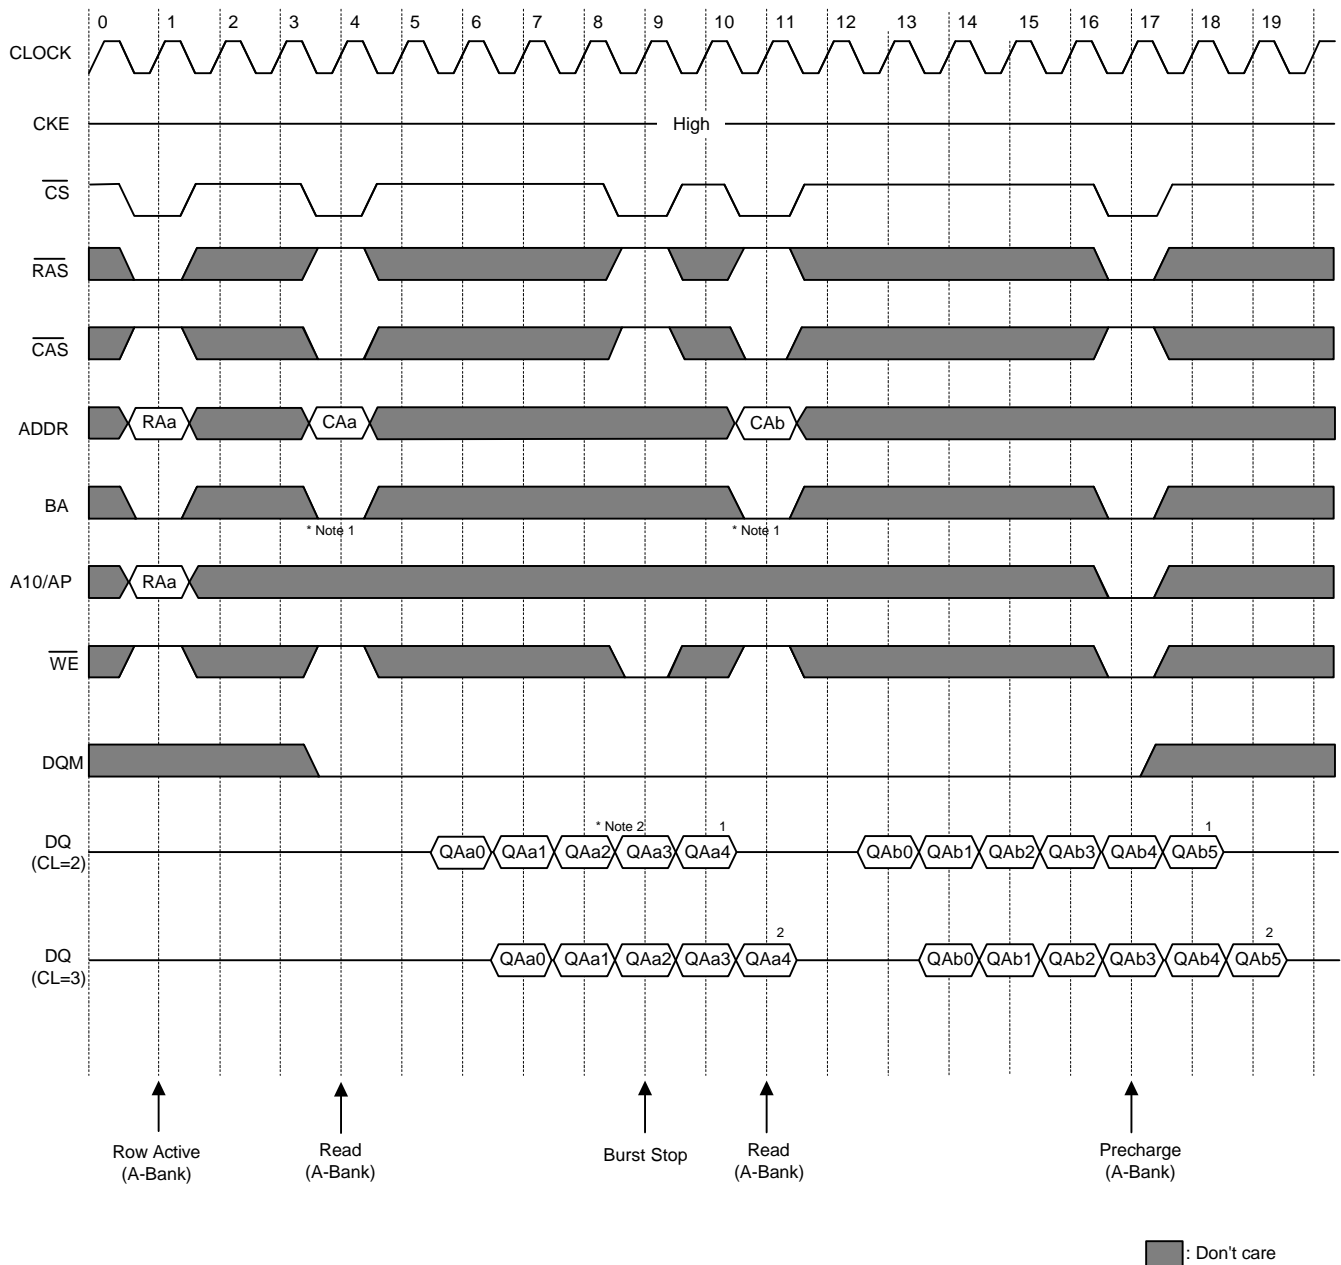 0 1 2 3 4 5 6 7 8 9 10 11 12 13 14 15 16 17 18 19
CLOCK
CKE High
CS
RAS
CAS
ADDR RAa CAa CAb
BA
* Note 1 * Note 1
A10/AP RAa
WE
DQM
* Note 2 1 1
DQ (CL=2) QAa0 QAa1 QAa2 QAa3 QAa4 QAb0 QAb1 QAb2 QAb3 QAb4 QAb5
2 2
DQ (CL=3) QAa0 QAa1 QAa2 QAa3 QAa4 QAb0 QAb1 QAb2 QAb3 QAb4 QAb5
Row Active (A-Bank)
Read (A-Bank)
Burst Stop
Read (A-Bank)
Precharge (A-Bank)
: Don't care